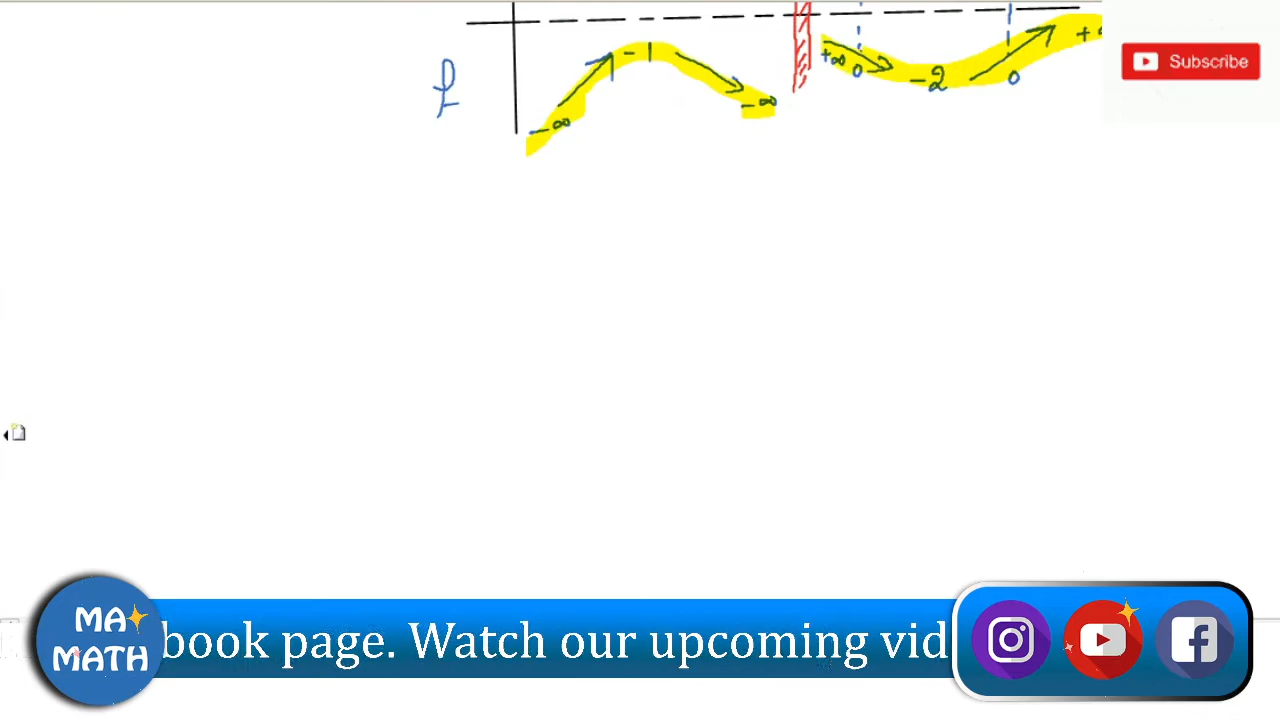 f -∞ -1 -∞ +∞ 0 -2 0 +
Subscribe
MA
MATH
book page. Watch our upcoming vid